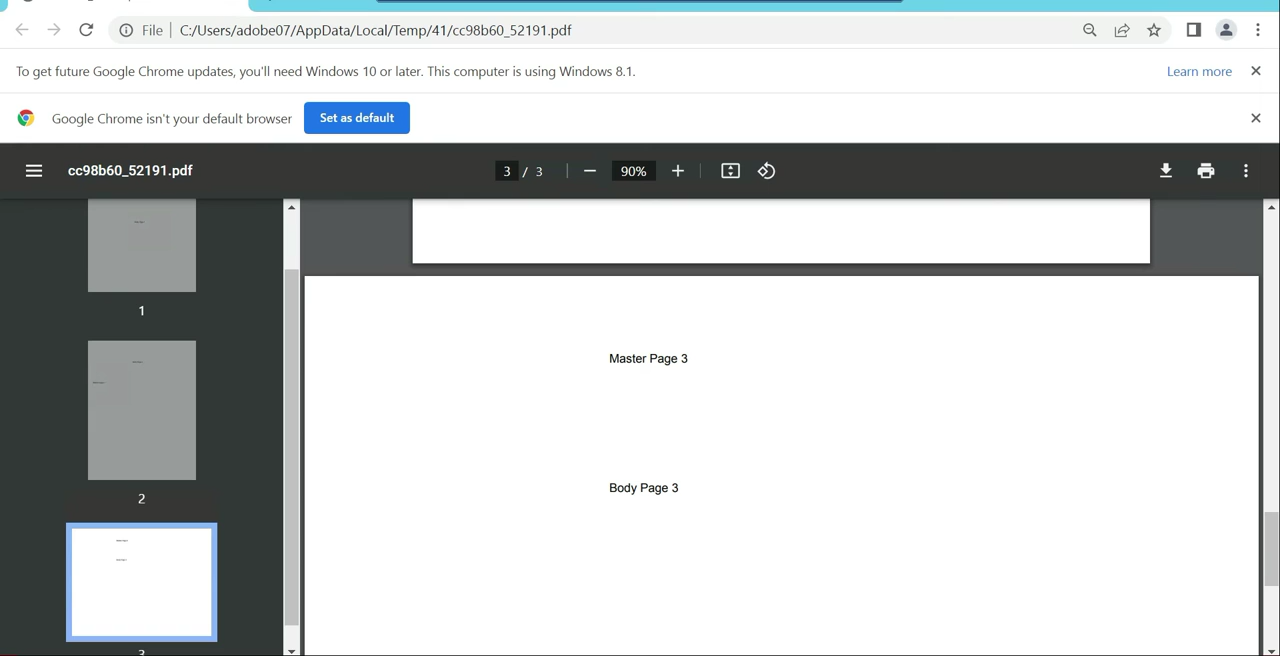 File C:/Users/adobe07/AppData/Local/Temp/41/cc98b60_52191.pdf
To get future Google Chrome updates, you'll need Windows 10 or later. This computer is using Windows 8.1. Learn more
Google Chrome isn't your default browser Set as default
cc98b60_52191.pdf 3 / 3 90%
1
2
3
Master Page 3
Body Page 3